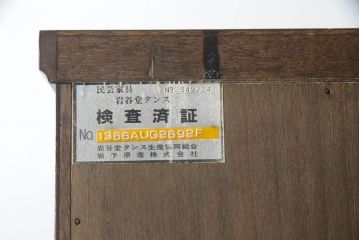 民芸家具 No 049724
岩谷堂タンス
検査済証
No. 1366AUG2692F
岩谷堂タンス生産協同組合
岩手県産株式会社